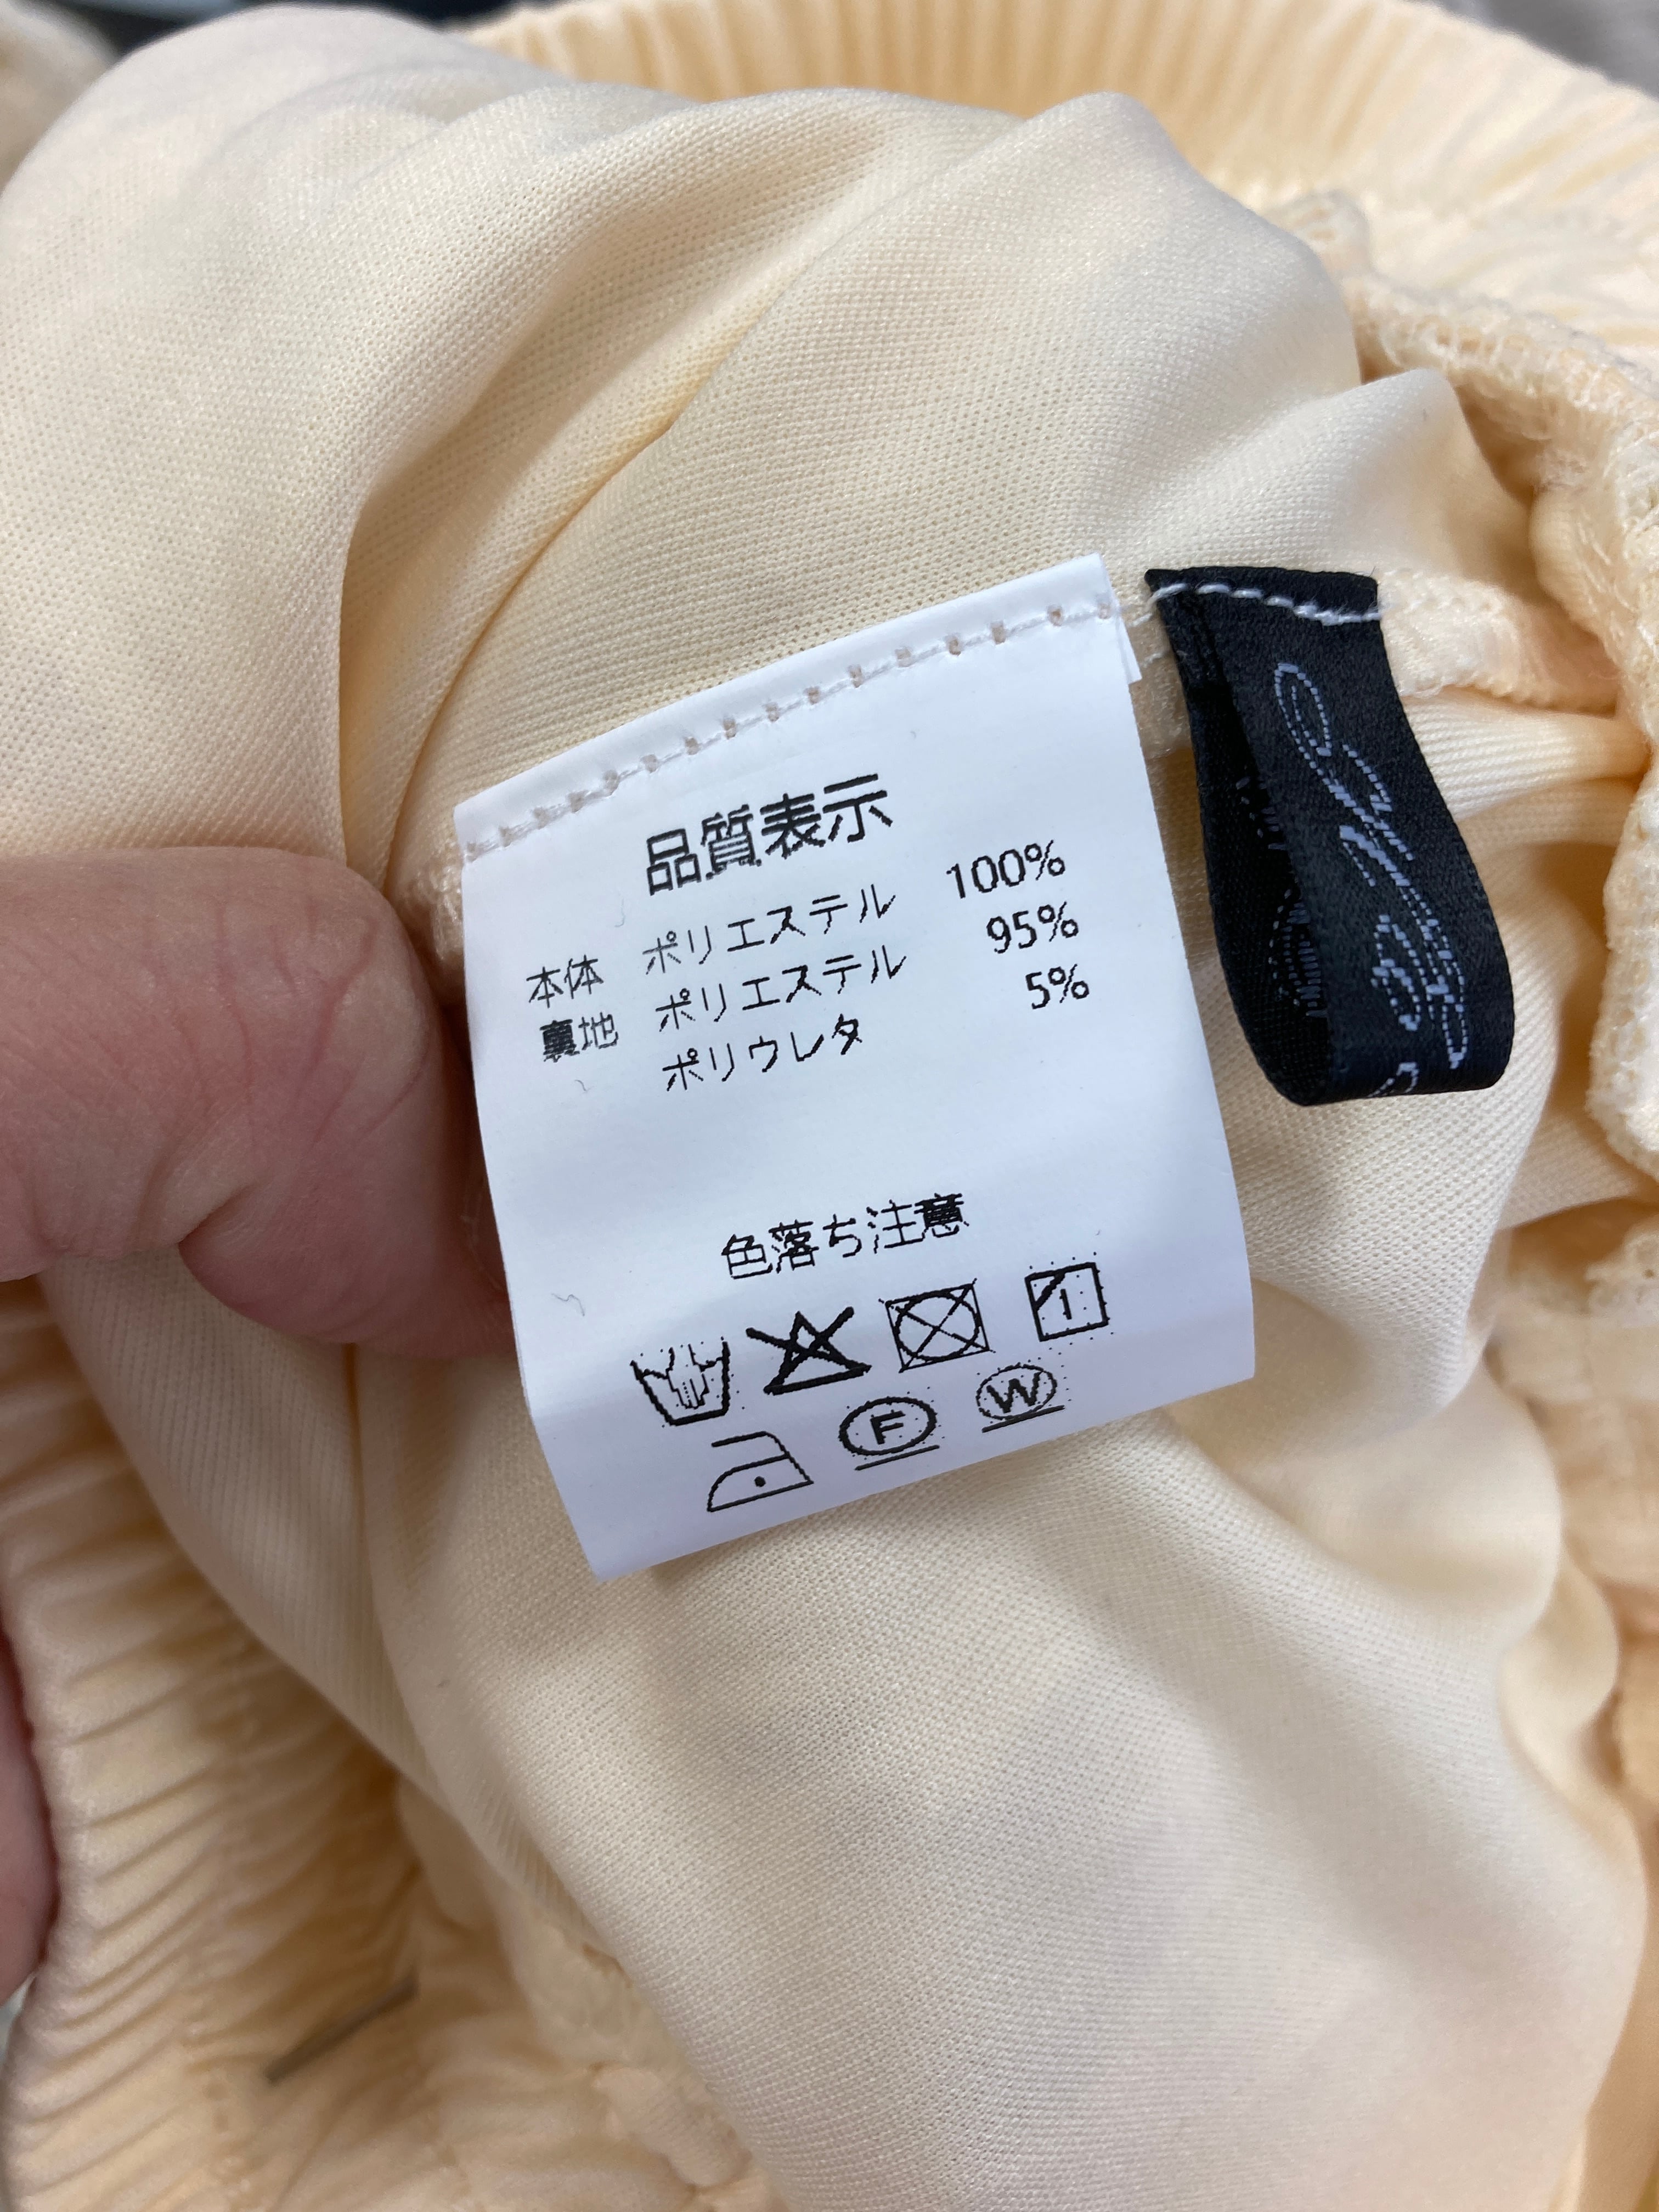 品質表示
本体 ポリエステル 100%
裏地 ポリエステル 95%
ポリウレタ 5%
色落ち注意
F W